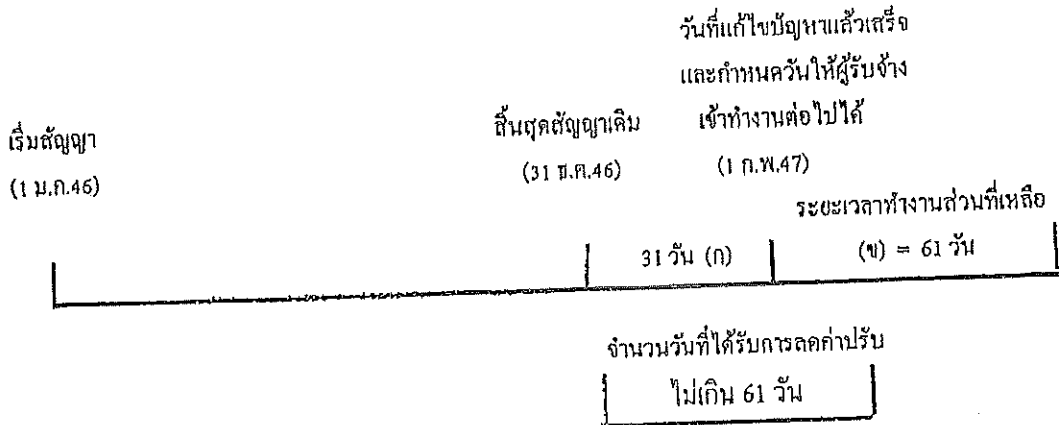 วันที่แก้ไขปัญหาแล้วเสร็จ
และกำหนดวันให้ผู้รับจ้าง
เริ่มสัญญา สิ้นสุดสัญญาเดิม เข้าทำงานต่อไปได้
(1 ม.ค.46) (31 ธ.ค.46) (1 ก.พ.47)
ระยะเวลาทำงานส่วนที่เหลือ
31 วัน (ก) (ข) = 61 วัน
จำนวนวันที่ได้รับการลดค่าปรับ
ไม่เกิน 61 วัน